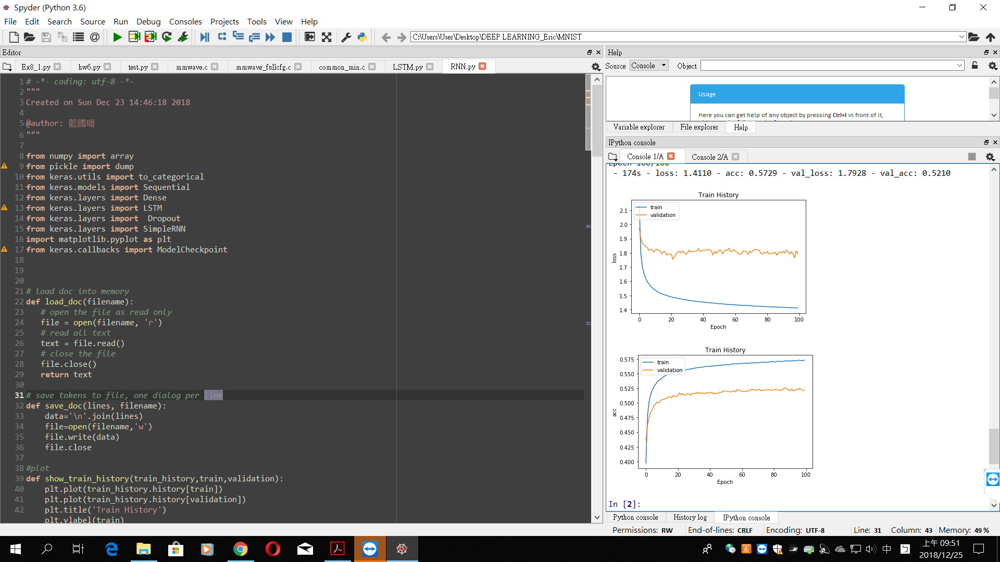 Spyder (Python 3.6)
File Edit Search Source Run Debug Consoles Projects Tools View Help
C:\Users\User\Desktop\DEEP LEARNING_Eric\MNIST
Editor
Ex8_1.py hw6.py test.py mmwave.c mmwave_fullcfg.c common_min.c LSTM.py RNN.py
1 # -*- coding: utf-8 -*-
2 """
3 Created on Sun Dec 23 14:46:18 2018
4
5 @author: 藍國瑞
6 """
7
8 from numpy import array
9 from pickle import dump
10 from keras.utils import to_categorical
11 from keras.models import Sequential
12 from keras.layers import Dense
13 from keras.layers import LSTM
14 from keras.layers import  Dropout
15 from keras.layers import SimpleRNN
16 import matplotlib.pyplot as plt
17 from keras.callbacks import ModelCheckpoint
18
19
20
21 # load doc into memory
22 def load_doc(filename):
23 # open the file as read only
24 file = open(filename, 'r')
25 # read all text
26 text = file.read()
27 # close the file
28 file.close()
29 return text
30
31 # save tokens to file, one dialog per line
32 def save_doc(lines, filename):
33 data='\n'.join(lines)
34 file=open(filename,'w')
35 file.write(data)
36 file.close
37
38 #plot
39 def show_train_history(train_history,train,validation):
40 plt.plot(train_history.history[train])
41 plt.plot(train_history.history[validation])
42 plt.title('Train History')
plt.ylabel(train)
Help
Source Console Object
Usage
Here you can get help of any object by pressing Ctrl+I in front of it,
Variable explorer File explorer Help
IPython console
Console 1/A Console 2/A
Epoch 100/100
- 174s - loss: 1.4110 - acc: 0.5729 - val_loss: 1.7928 - val_acc: 0.5210
Train History
train
validation
2.1
2.0
1.9
1.8
1.7
1.6
1.5
1.4
loss
0 20 40 60 80 100
Epoch
Train History
train
validation
0.575
0.550
0.525
0.500
0.475
0.450
0.425
0.400
acc
0 20 40 60 80 100
Epoch
In [2]:
Python console History log IPython console
Permissions: RW End-of-lines: CRLF Encoding: UTF-8 Line: 31 Column: 43 Memory: 49 %
中
上午 09:51
2018/12/25